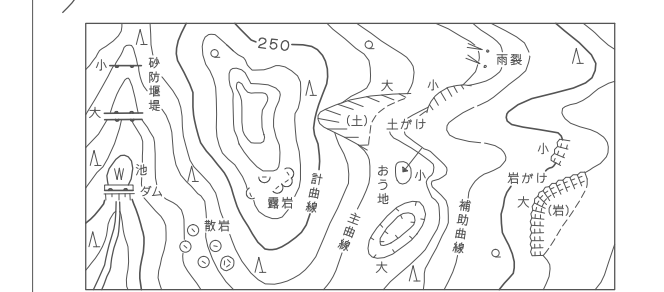 250
雨裂
小
砂防堰堤
大
小
大
(土)
土がけ
小
W
池
ダム
おう地
小
岩がけ
大
(岩)
計曲線
露岩
主曲線
補助曲線
散岩
大